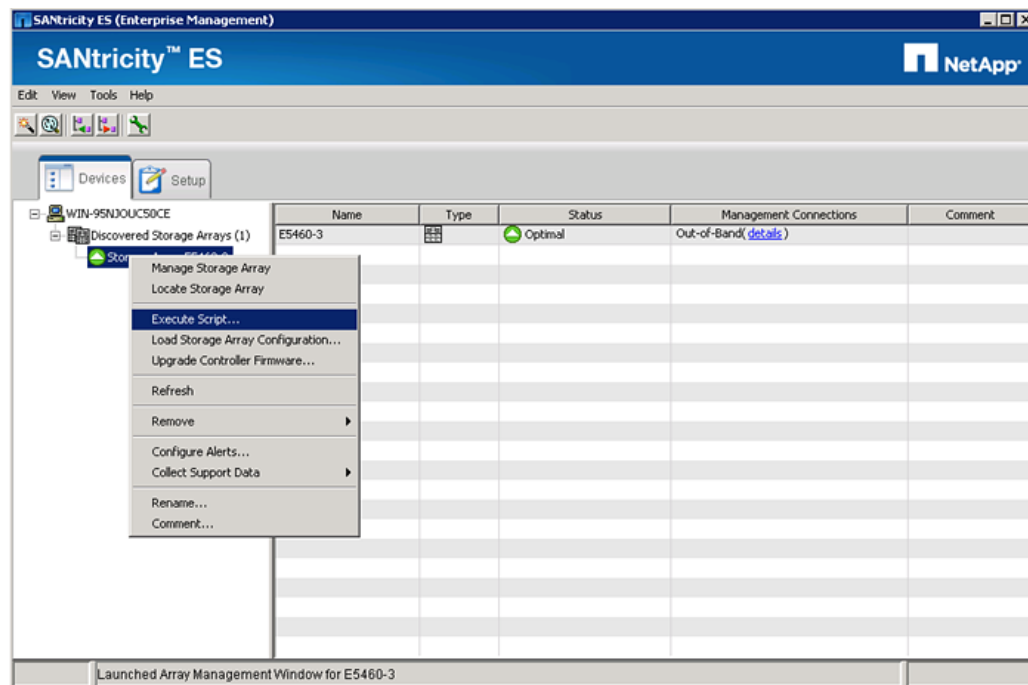 SANtricity ES (Enterprise Management)
SANtricity™ ES
NetApp
Edit View Tools Help
Devices Setup
WIN-95NJOUC50CE
Discovered Storage Arrays (1)
Name Type Status Management Connections Comment
E5460-3 Optimal Out-of-Band(details)
Manage Storage Array
Locate Storage Array
Execute Script...
Load Storage Array Configuration...
Upgrade Controller Firmware...
Refresh
Remove
Configure Alerts...
Collect Support Data
Rename...
Comment...
Launched Array Management Window for E5460-3